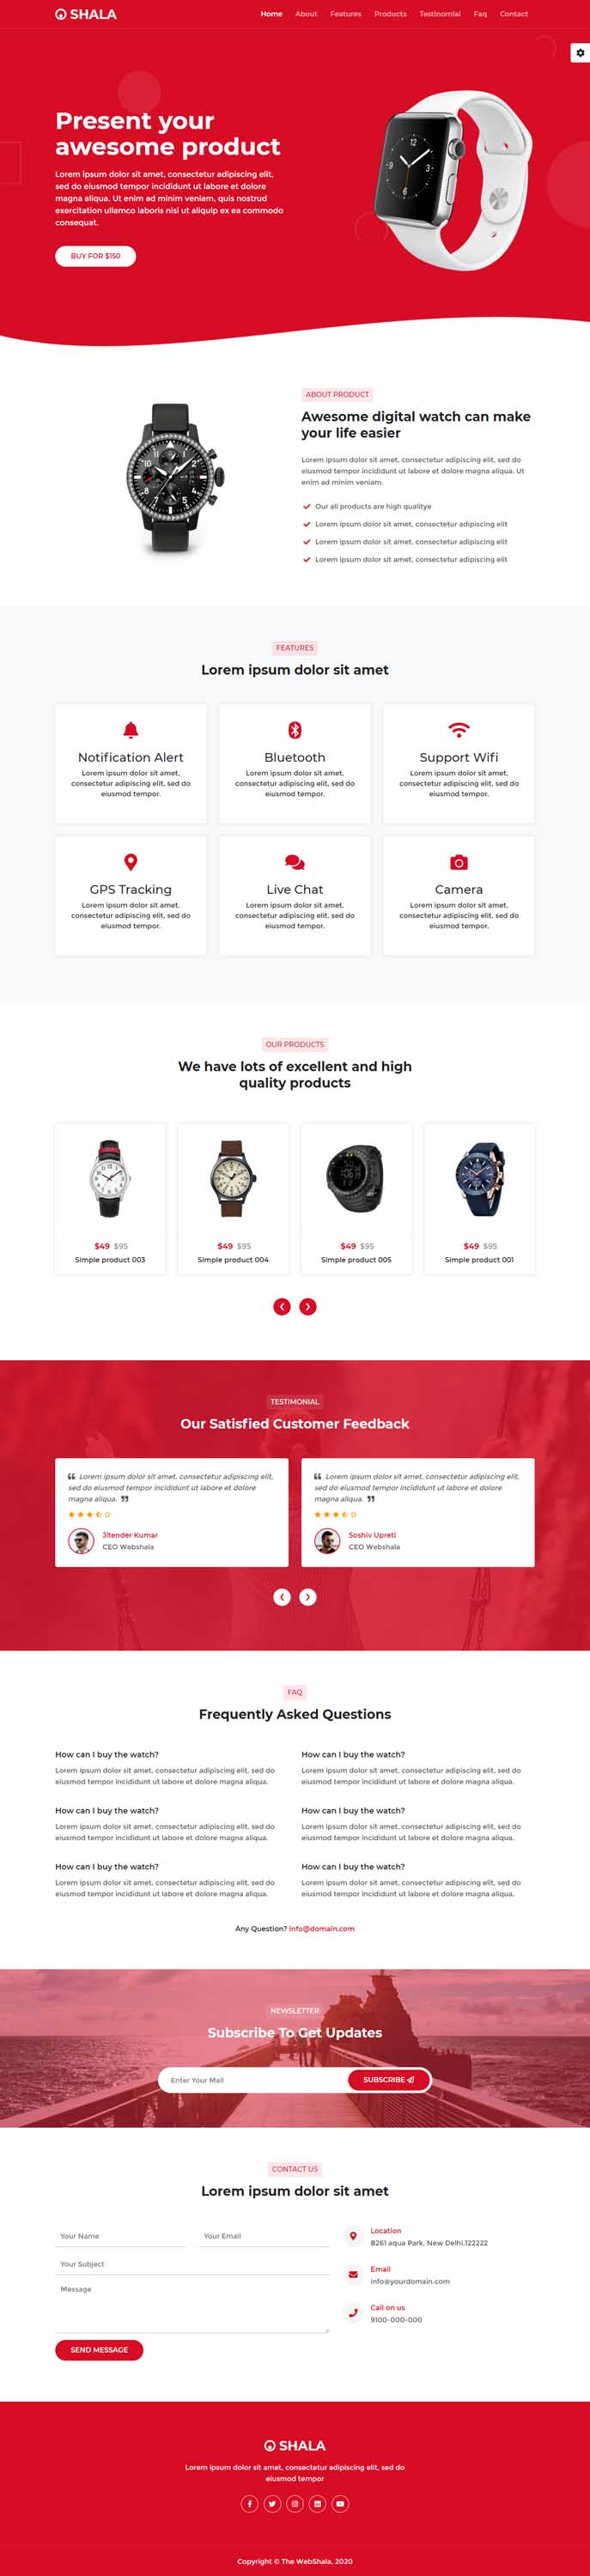 SHALA
Home About Features Products Testinomial Faq Contact
Present your
awesome product
Lorem ipsum dolor sit amet, consectetur adipiscing elit,
sed do eiusmod tempor incididunt ut labore et dolore
magna aliqua. Ut enim ad minim veniam, quis nostrud
exercitation ullamco laboris nisi ut aliquip ex ea commodo
consequat.
BUY FOR $150
ABOUT PRODUCT
Awesome digital watch can make
your life easier
Lorem ipsum dolor sit amet, consectetur adipiscing elit, sed do
eiusmod tempor incididunt ut labore et dolore magna aliqua. Ut
enim ad minim veniam.
Our all products are high qualitye
Lorem ipsum dolor sit amet, consectetur adipiscing elit
Lorem ipsum dolor sit amet, consectetur adipiscing elit
Lorem ipsum dolor sit amet, consectetur adipiscing elit
FEATURES
Lorem ipsum dolor sit amet
Notification Alert
Lorem ipsum dolor sit amet,
consectetur adipiscing elit, sed do
eiusmod tempor.
Bluetooth
Lorem ipsum dolor sit amet,
consectetur adipiscing elit, sed do
eiusmod tempor.
Support Wifi
Lorem ipsum dolor sit amet,
consectetur adipiscing elit, sed do
eiusmod tempor.
GPS Tracking
Lorem ipsum dolor sit amet,
consectetur adipiscing elit, sed do
eiusmod tempor.
Live Chat
Lorem ipsum dolor sit amet,
consectetur adipiscing elit, sed do
eiusmod tempor.
Camera
Lorem ipsum dolor sit amet,
consectetur adipiscing elit, sed do
eiusmod tempor.
OUR PRODUCTS
We have lots of excellent and high
quality products
$49 $95
Simple product 003
$49 $95
Simple product 004
$49 $95
Simple product 005
$49 $95
Simple product 001
TESTIMONIAL
Our Satisfied Customer Feedback
❝ Lorem ipsum dolor sit amet, consectetur adipiscing elit,
sed do eiusmod tempor incididunt ut labore et dolore
magna aliqua. ❞
Jitender Kumar
CEO Webshala
❝ Lorem ipsum dolor sit amet, consectetur adipiscing elit,
sed do eiusmod tempor incididunt ut labore et dolore
magna aliqua. ❞
Soshiv Upreti
CEO Webshala
FAQ
Frequently Asked Questions
How can I buy the watch?
Lorem ipsum dolor sit amet, consectetur adipiscing elit, sed do
eiusmod tempor incididunt ut labore et dolore magna aliqua.
How can I buy the watch?
Lorem ipsum dolor sit amet, consectetur adipiscing elit, sed do
eiusmod tempor incididunt ut labore et dolore magna aliqua.
How can I buy the watch?
Lorem ipsum dolor sit amet, consectetur adipiscing elit, sed do
eiusmod tempor incididunt ut labore et dolore magna aliqua.
How can I buy the watch?
Lorem ipsum dolor sit amet, consectetur adipiscing elit, sed do
eiusmod tempor incididunt ut labore et dolore magna aliqua.
How can I buy the watch?
Lorem ipsum dolor sit amet, consectetur adipiscing elit, sed do
eiusmod tempor incididunt ut labore et dolore magna aliqua.
How can I buy the watch?
Lorem ipsum dolor sit amet, consectetur adipiscing elit, sed do
eiusmod tempor incididunt ut labore et dolore magna aliqua.
Any Question? info@domain.com
NEWSLETTER
Subscribe To Get Updates
Enter Your Mail
SUBSCRIBE
CONTACT US
Lorem ipsum dolor sit amet
Your Name
Your Email
Your Subject
Message
SEND MESSAGE
Location
B261 aqua Park, New Delhi,122222
Email
info@yourdomain.com
Call on us
9100-000-000
SHALA
Lorem ipsum dolor sit amet, consectetur adipiscing elit, sed do
eiusmod tempor
Copyright © The WebShala, 2020